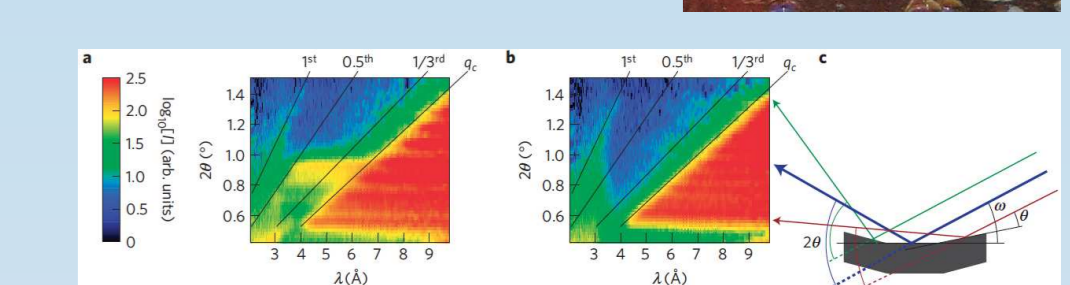 a
1st 0.5th 1/3rd qc
2.5
2.0
1.5
1.0
0.5
0
log10[I] (arb. units)
1.4
1.2
1.0
0.8
0.6
2θ (°)
3 4 5 6 7 8 9
λ(Å)
b
1st 0.5th 1/3rd qc
1.4
1.2
1.0
0.8
0.6
2θ (°)
3 4 5 6 7 8 9
λ(Å)
c
ω
θ
2θ